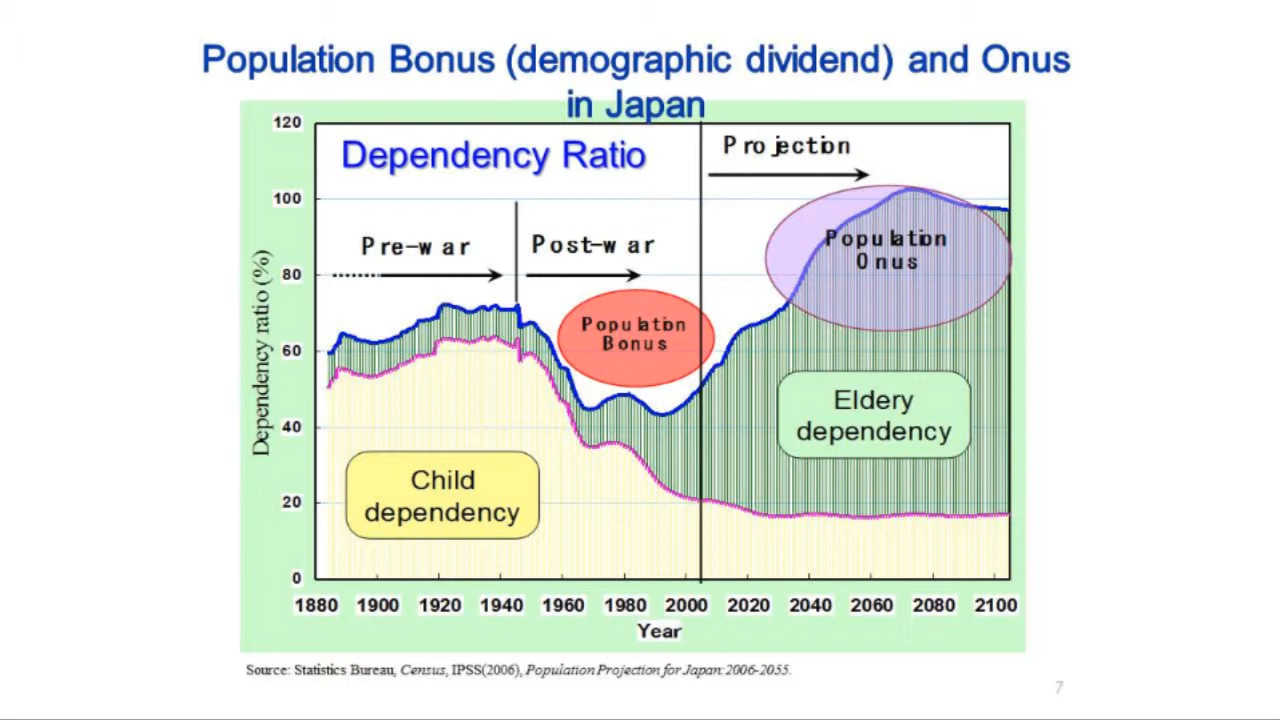 Population Bonus (demographic dividend) and Onus
in Japan
Dependency Ratio
Projection
Pre-war
Post-war
Population
Bonus
Population
Onus
Eldery
dependency
Child
dependency
Dependency ratio (%)
120
100
80
60
40
20
0
1880 1900 1920 1940 1960 1980 2000 2020 2040 2060 2080 2100
Year
Source: Statistics Bureau, Census, IPSS(2006), Population Projection for Japan:2006-2055.
7